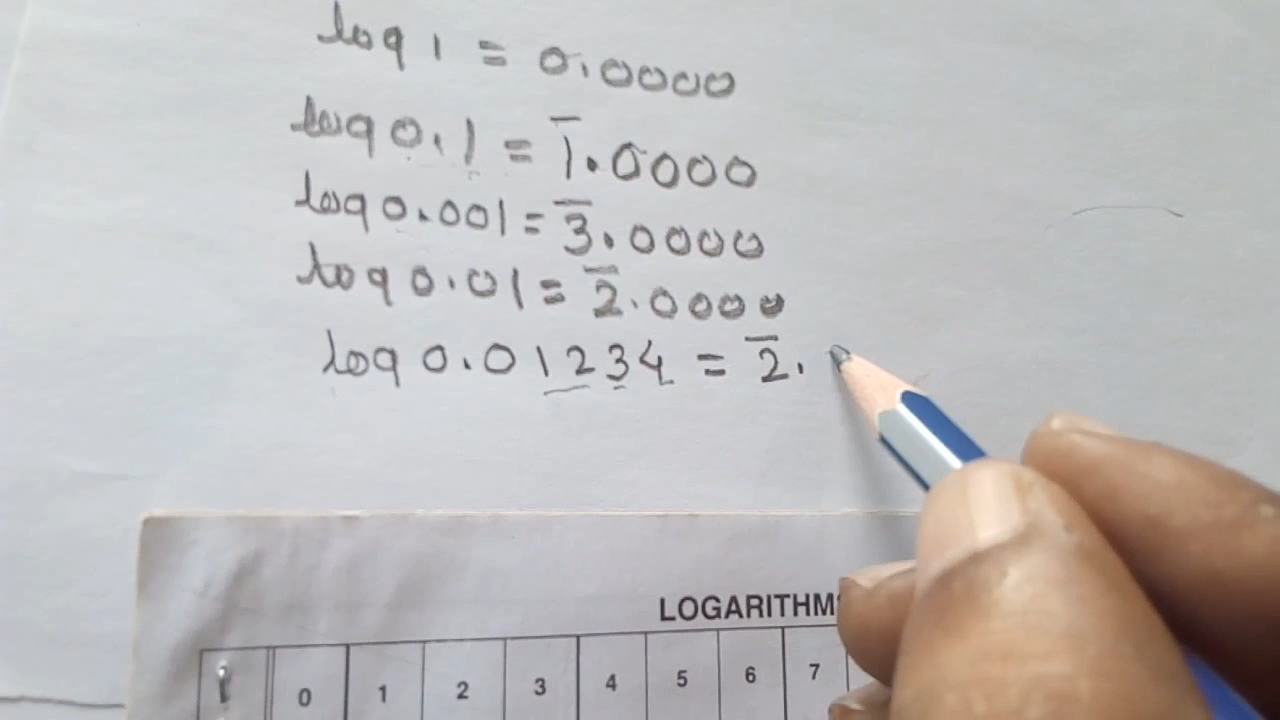 log 1 = 0.0000
log 0.1 = 1̅.0000
log 0.001 = 3̅.0000
log 0.01 = 2̅.0000
log 0.01234 = 2̅.
LOGARITHM
0 1 2 3 4 5 6 7